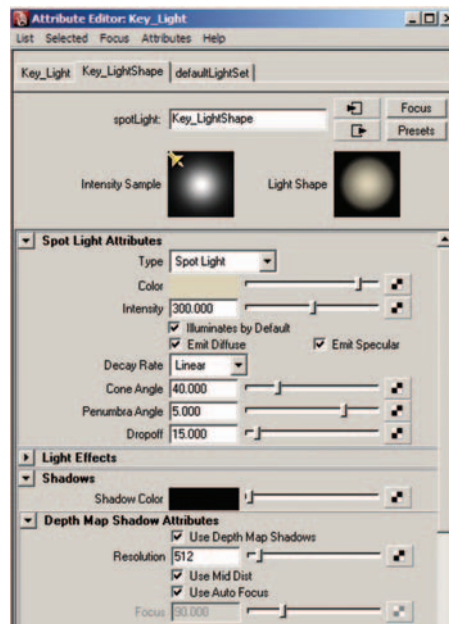 Attribute Editor: Key_Light
List Selected Focus Attributes Help
Key_Light Key_LightShape defaultLightSet
spotLight: Key_LightShape Focus
Presets
Intensity Sample Light Shape
Spot Light Attributes
Type Spot Light
Color
Intensity 300.000
Illuminates by Default
Emit Diffuse Emit Specular
Decay Rate Linear
Cone Angle 40.000
Penumbra Angle 5.000
Dropoff 15.000
Light Effects
Shadows
Shadow Color
Depth Map Shadow Attributes
Use Depth Map Shadows
Resolution 512
Use Mid Dist
Use Auto Focus
Focus 90.000